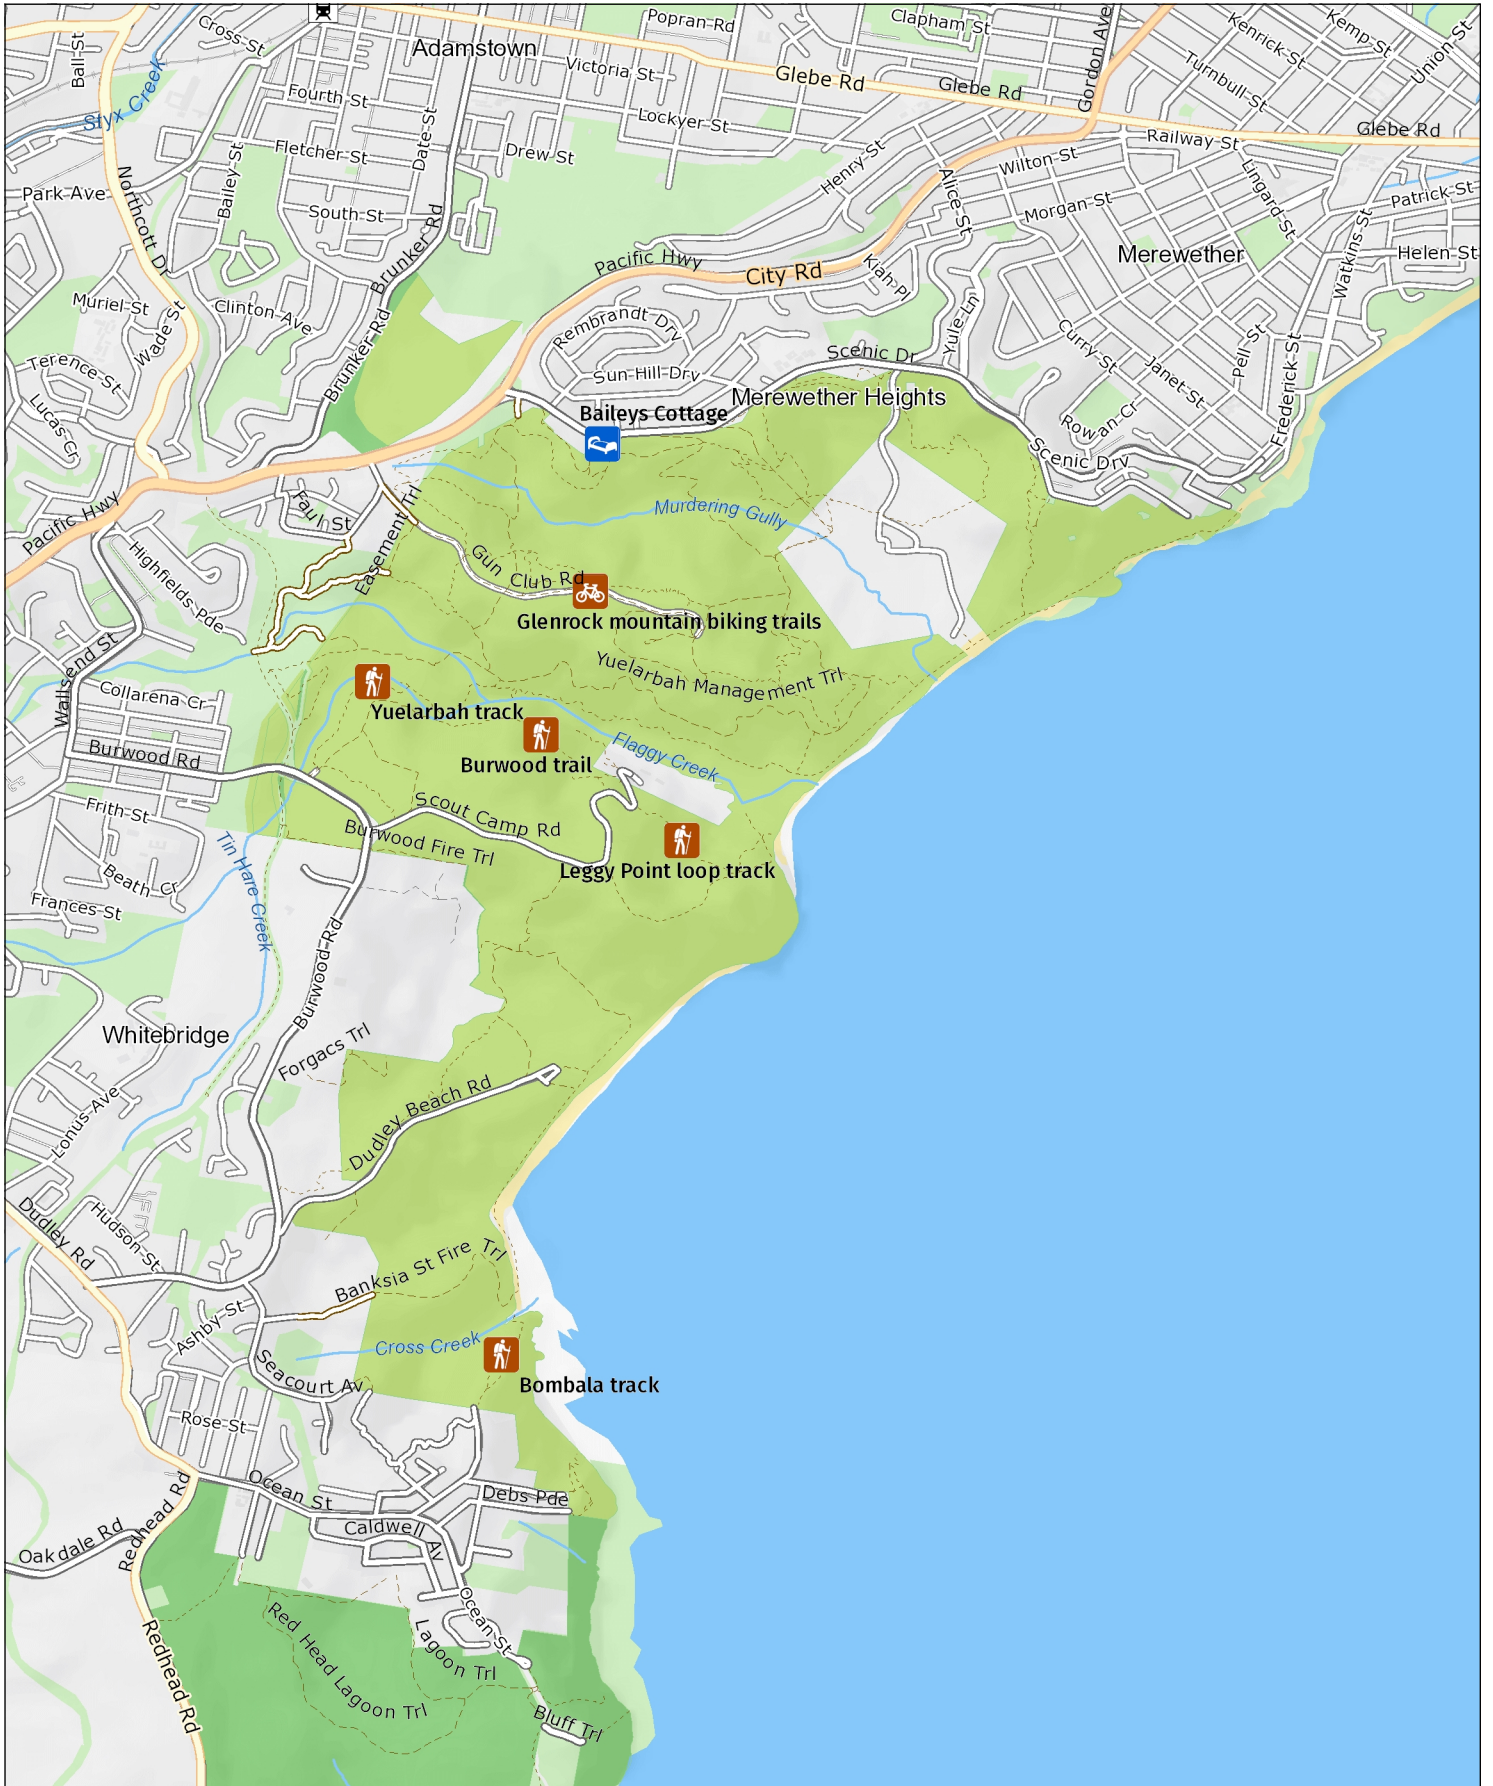 Cross St
Popran Rd
Clapham St
Kenrick St
Kemp St
Union St
Ball St
Adamstown
Victoria St
Glebe Rd
Glebe Rd
Gordon Ave
Turnbull St
Styx Creek
Fourth St
Lockyer St
Glebe Rd
Railway St
Fletcher St
Date St
Drew St
Henry St
Wilton St
Lingard St
Park Ave
Northcott Dr
Bailey St
South St
Alice St
Morgan St
Patrick St
Brunker Rd
Pacific Hwy
City Rd
Kiah Pl
Merewether
Watkins St
Helen St
Muriel St
Wade St
Clinton Ave
Brunker Rd
Rembrandt Drv
Scenic Dr
Yule Ln
Curry St
Pell St
Terence St
Sun Hill Drv
Janet St
Frederick St
Lucas Cr
Baileys Cottage
Merewether Heights
Rowan Cr
Scenic Drv
Pacific Hwy
Faul St
Easement Trl
Murdering Gully
Highfields Pde
Gun Club Rd
Glenrock mountain biking trails
Wallsend St
Yuelarbah Management Trl
Collarena Cr
Yuelarbah track
Burwood Rd
Burwood trail
Flaggy Creek
Frith St
Scout Camp Rd
Burwood Fire Trl
Tin Hare Creek
Beath Cr
Leggy Point loop track
Frances St
Burwood Rd
Whitebridge
Forgacs Trl
Lonus Ave
Dudley Beach Rd
Dudley Rd
Hudson St
Banksia St Fire Trl
Ashby St
Cross Creek
Seacourt Av
Bombala track
Rose St
Ocean St
Debs Pde
Redhead Rd
Caldwell Av
Oakdale Rd
Ocean St
Red Head Lagoon Trl
Lagoon Trl
Redhead Rd
Bluff Trl